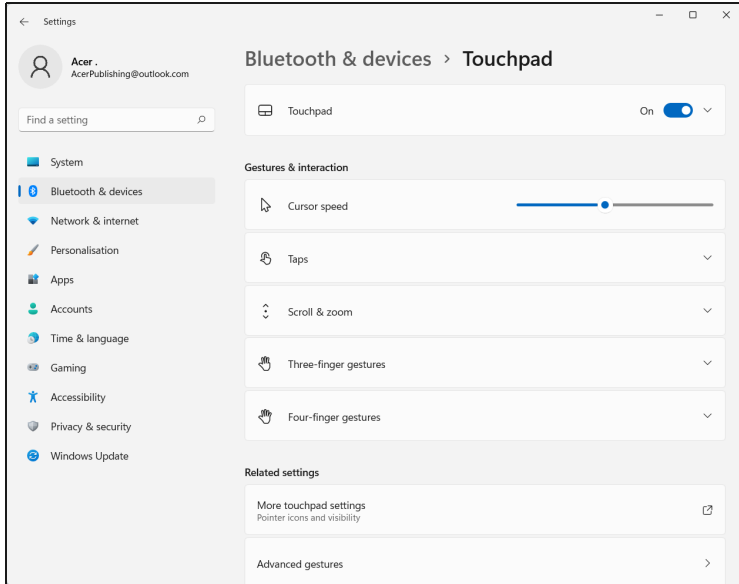 Settings
Acer .
AcerPublishing@outlook.com
Find a setting
System
Bluetooth & devices
Network & internet
Personalisation
Apps
Accounts
Time & language
Gaming
Accessibility
Privacy & security
Windows Update
Bluetooth & devices > Touchpad
Touchpad On
Gestures & interaction
Cursor speed
Taps
Scroll & zoom
Three-finger gestures
Four-finger gestures
Related settings
More touchpad settings
Pointer icons and visibility
Advanced gestures